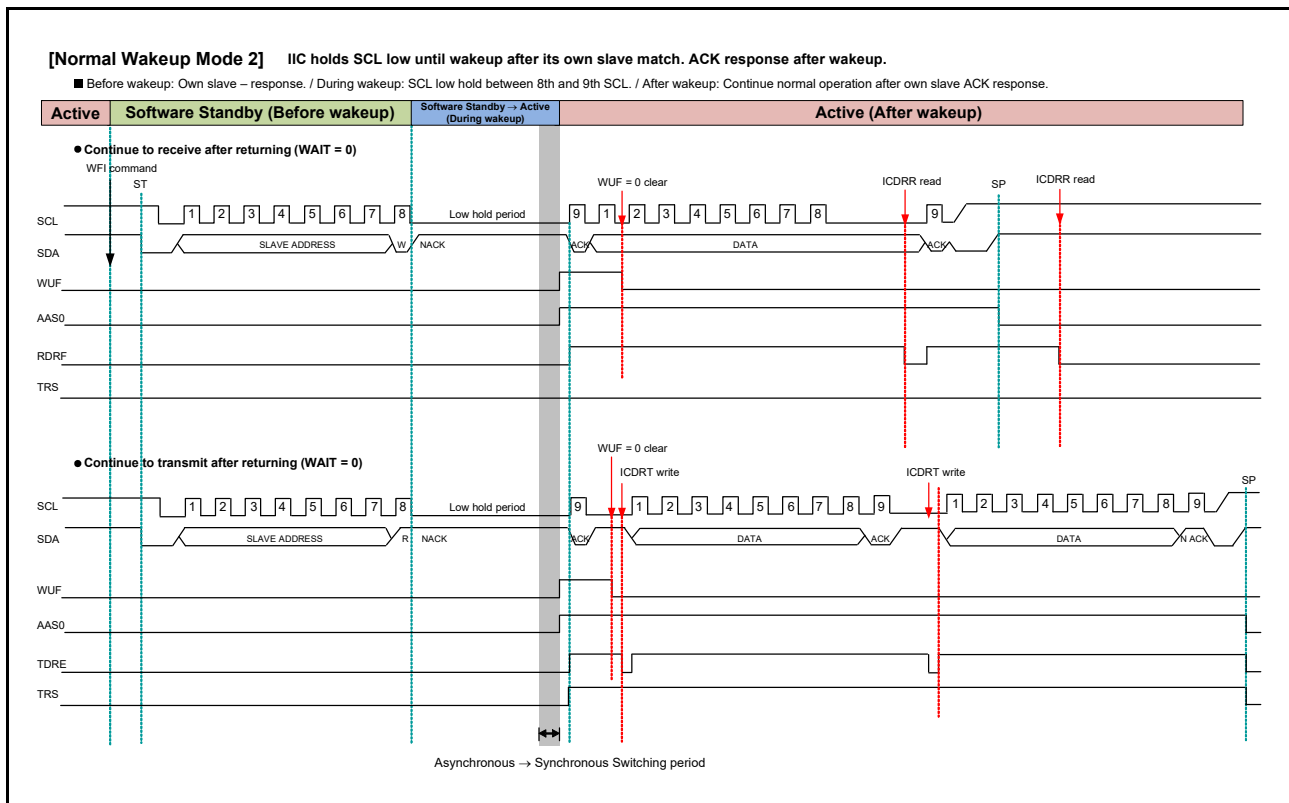 [Normal Wakeup Mode 2] IIC holds SCL low until wakeup after its own slave match. ACK response after wakeup.
■ Before wakeup: Own slave – response. / During wakeup: SCL low hold between 8th and 9th SCL. / After wakeup: Continue normal operation after own slave ACK response.
Active Software Standby (Before wakeup) Software Standby → Active (During wakeup) Active (After wakeup)
● Continue to receive after returning (WAIT = 0)
WFI command
ST WUF = 0 clear ICDRR read SP ICDRR read
SCL 1 2 3 4 5 6 7 8 Low hold period 9 1 2 3 4 5 6 7 8 9
SDA SLAVE ADDRESS W NACK ACK DATA ACK
WUF
AAS0
RDRF
TRS
WUF = 0 clear
● Continue to transmit after returning (WAIT = 0)
ICDRT write ICDRT write SP
SCL 1 2 3 4 5 6 7 8 Low hold period 9 1 2 3 4 5 6 7 8 9 1 2 3 4 5 6 7 8 9
SDA SLAVE ADDRESS R NACK ACK DATA ACK DATA N ACK
WUF
AAS0
TDRE
TRS
Asynchronous → Synchronous Switching period